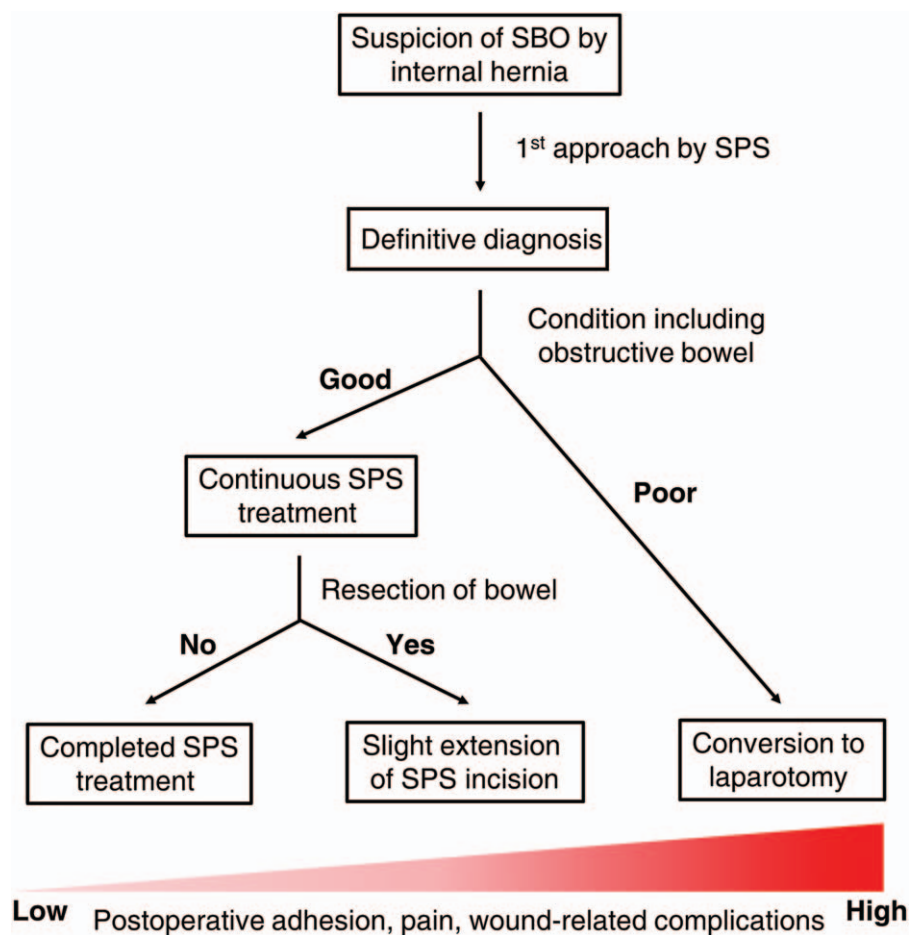 Suspicion of SBO by
internal hernia
1st approach by SPS
Definitive diagnosis
Condition including
obstructive bowel
Good
Poor
Continuous SPS
treatment
Resection of bowel
No
Yes
Completed SPS
treatment
Slight extension
of SPS incision
Conversion to
laparotomy
Low
Postoperative adhesion, pain, wound-related complications
High